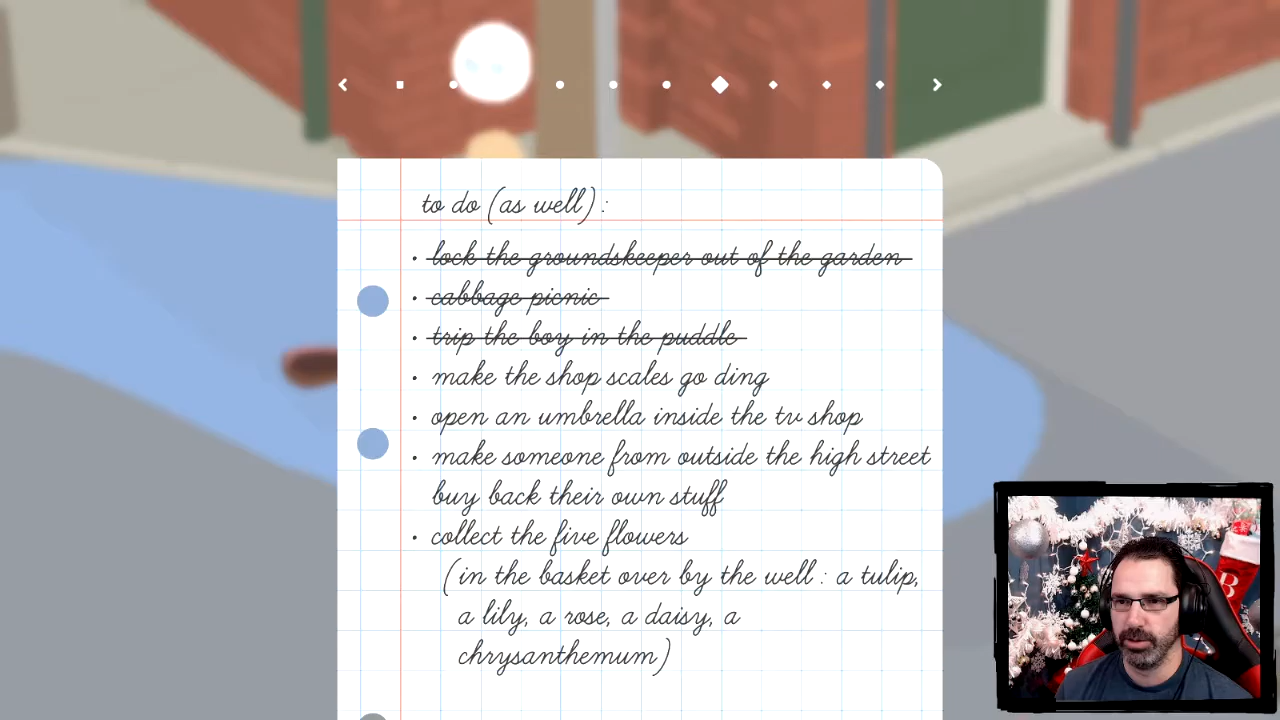 to do (as well) :
• lock the groundskeeper out of the garden
• cabbage picnic
• trip the boy in the puddle
• make the shop scales go ding
• open an umbrella inside the tv shop
• make someone from outside the high street
buy back their own stuff
• collect the five flowers
(in the basket over by the well : a tulip,
a lily, a rose, a daisy, a
chrysanthemum)
B